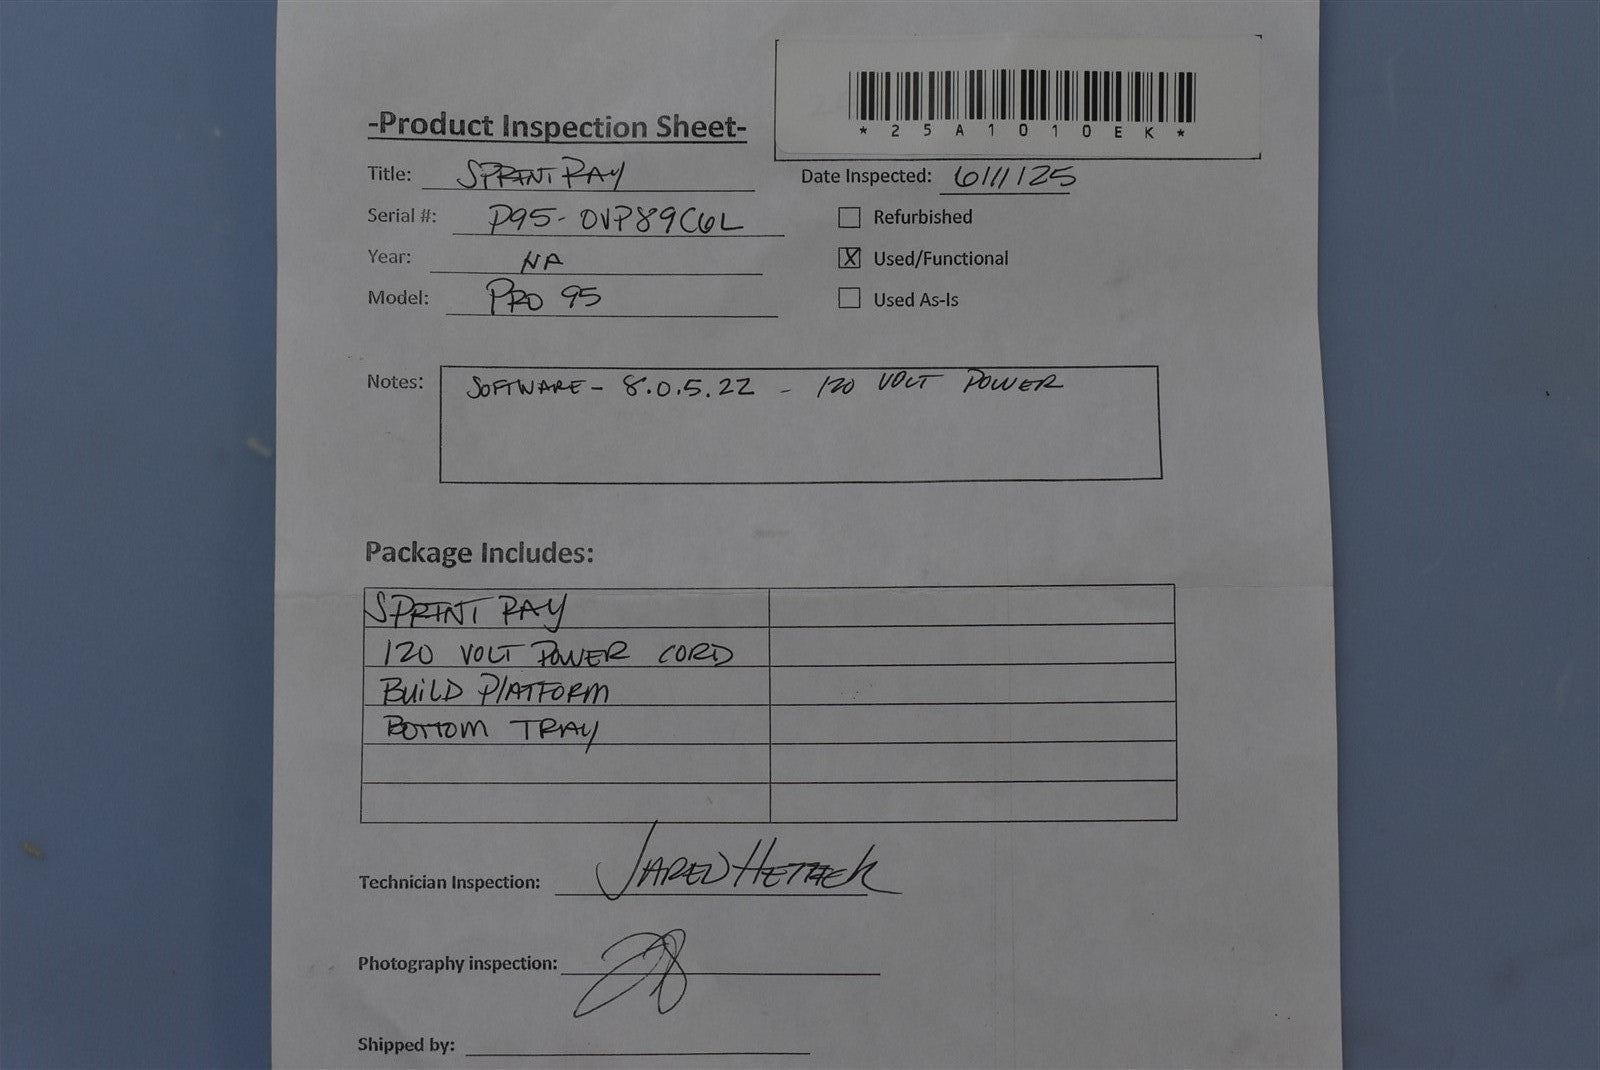 *25A1010EK*
-Product Inspection Sheet-
Title: SPRINT RAY
Date Inspected: 6/11/25
Serial #: P95-0VP89C6L
Refurbished
Year: NA
X Used/Functional
Model: PRO 95
Used As-Is
Notes: SOFTWARE - 8.0.5.22 - 120 VOLT POWER
Package Includes:
SPRINT RAY
120 VOLT POWER CORD
BUILD PLATFORM
BOTTOM TRAY
Technician Inspection: JARED
Photography inspection:
Shipped by: